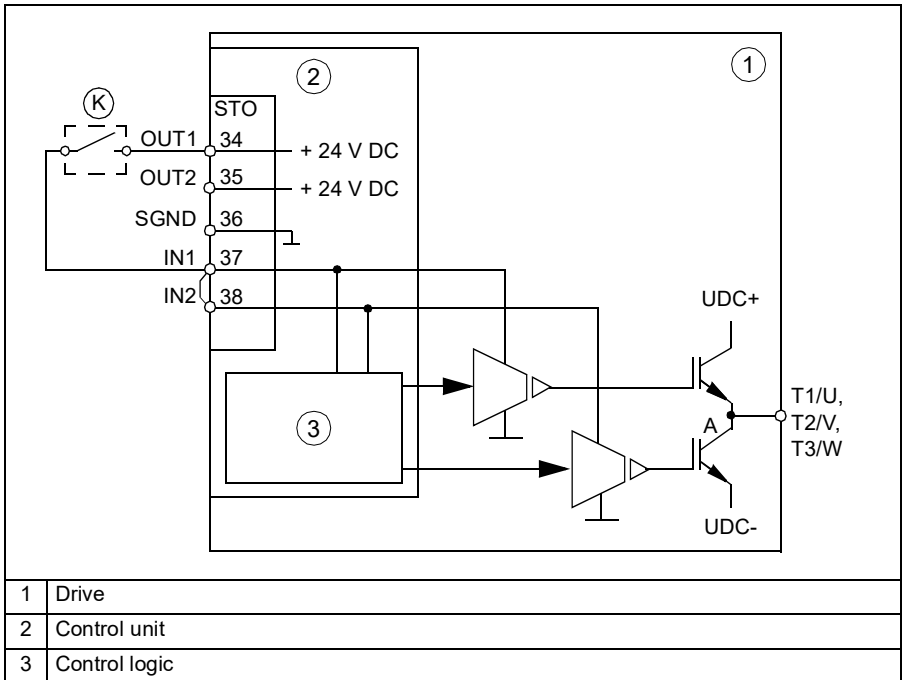 1
2
K
STO
OUT1 34 + 24 V DC
OUT2 35 + 24 V DC
SGND 36
IN1 37
IN2 38
UDC+
T1/U,
T2/V,
T3/W
A
3
UDC-
1 Drive
2 Control unit
3 Control logic